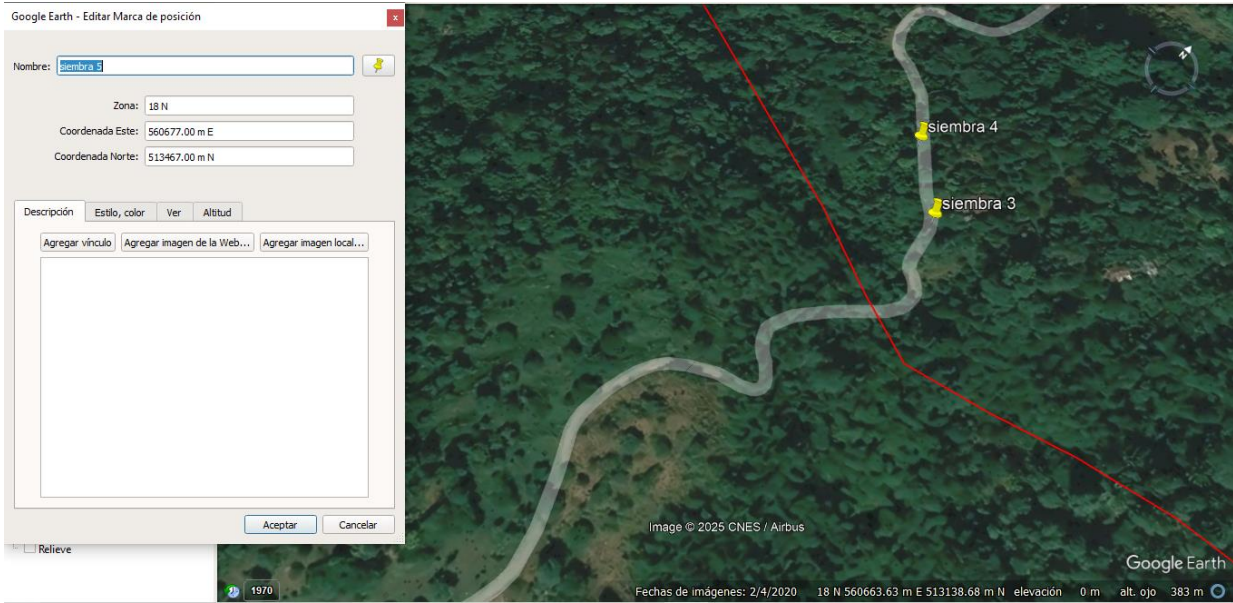 Google Earth - Editar Marca de posición
x
Nombre: siembra 5
Zona: 18 N
Coordenada Este: 560677.00 m E
Coordenada Norte: 513467.00 m N
Descripción Estilo, color Ver Altitud
Agregar vínculo Agregar imagen de la Web... Agregar imagen local...
Aceptar Cancelar
Relieve
N
siembra 4
siembra 3
Image © 2025 CNES / Airbus
Google Earth
1970
Fechas de imágenes: 2/4/2020 18 N 560663.63 m E 513138.68 m N elevación 0 m alt. ojo 383 m